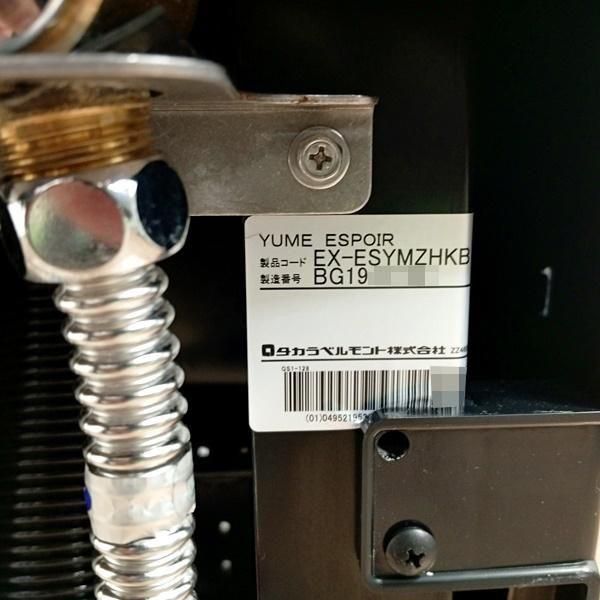 YUME ESPOIR
製品コード EX-ESYMZHKB
製造番号 BG19
タカラベルモント株式会社
GS1-128
(01)0495219